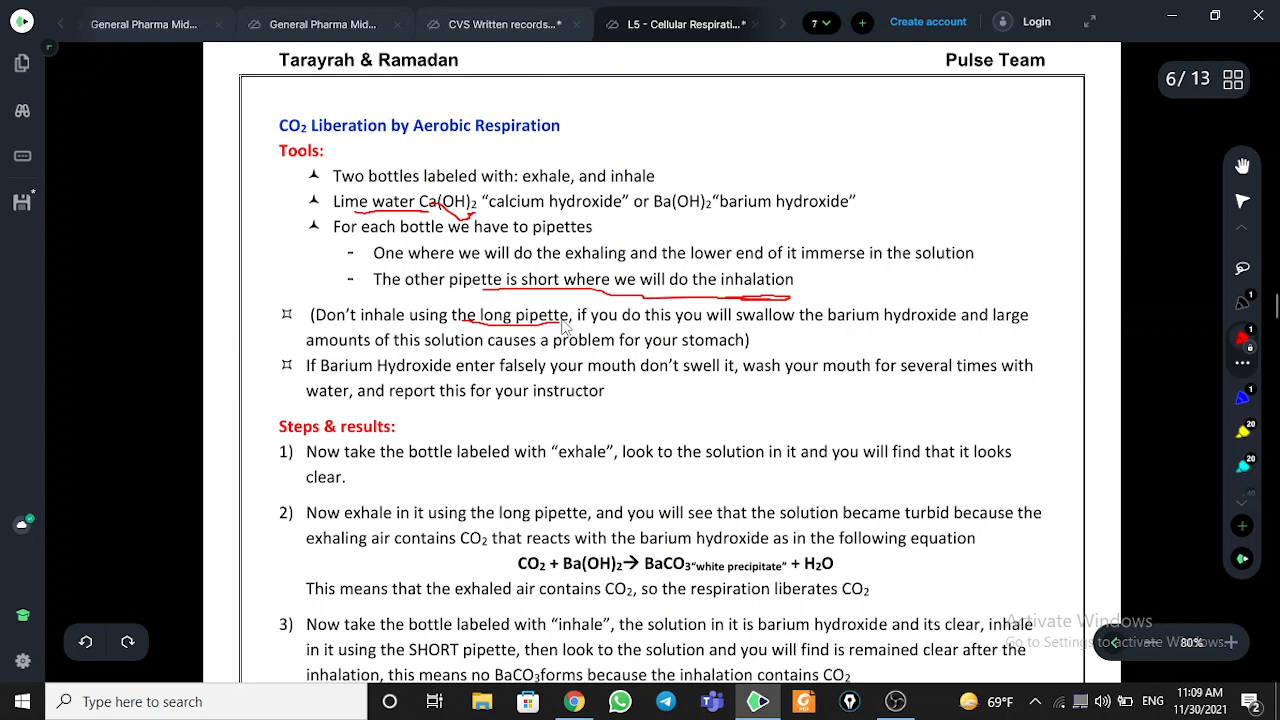 General Pharma Mid...
General Pharma Mid...
CVS Written records...*
L5 - Cellular Respirati...*
7
Create account
Login
Tarayrah & Ramadan
Pulse Team
6/ 13
CO2 Liberation by Aerobic Respiration
Tools:
Two bottles labeled with: exhale, and inhale
Lime water Ca(OH)2 “calcium hydroxide” or Ba(OH)2“barium hydroxide”
For each bottle we have to pipettes
- One where we will do the exhaling and the lower end of it immerse in the solution
- The other pipette is short where we will do the inhalation
(Don’t inhale using the long pipette, if you do this you will swallow the barium hydroxide and large
amounts of this solution causes a problem for your stomach)
If Barium Hydroxide enter falsely your mouth don’t swell it, wash your mouth for several times with
water, and report this for your instructor
Steps & results:
1) Now take the bottle labeled with “exhale”, look to the solution in it and you will find that it looks
clear.
2) Now exhale in it using the long pipette, and you will see that the solution became turbid because the
exhaling air contains CO2 that reacts with the barium hydroxide as in the following equation
CO2 + Ba(OH)2→ BaCO3“white precipitate” + H2O
This means that the exhaled air contains CO2, so the respiration liberates CO2
3) Now take the bottle labeled with “inhale”, the solution in it is barium hydroxide and its clear, inhale
in it using the SHORT pipette, then look to the solution and you will find is remained clear after the
inhalation, this means no BaCO3forms because the inhalation contains CO2
1
1
20
20
Activate Windows
Go to Settings to activate Windows.
80%
Type here to search
69°F
ENG
11:09 AM
11/30/2021
2